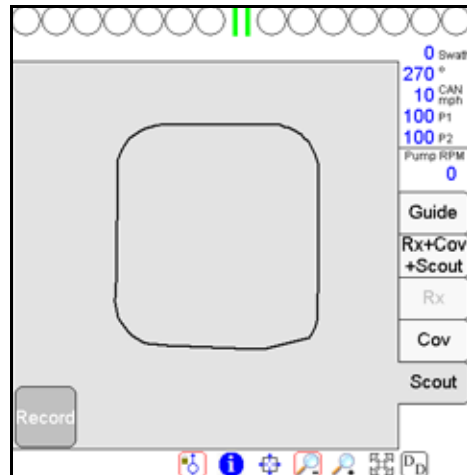 0 Swath
270 °
10 CAN mph
100 P1
100 P2
Pump RPM
0
Guide
Rx+Cov
+Scout
Rx
Cov
Scout
Record
PD